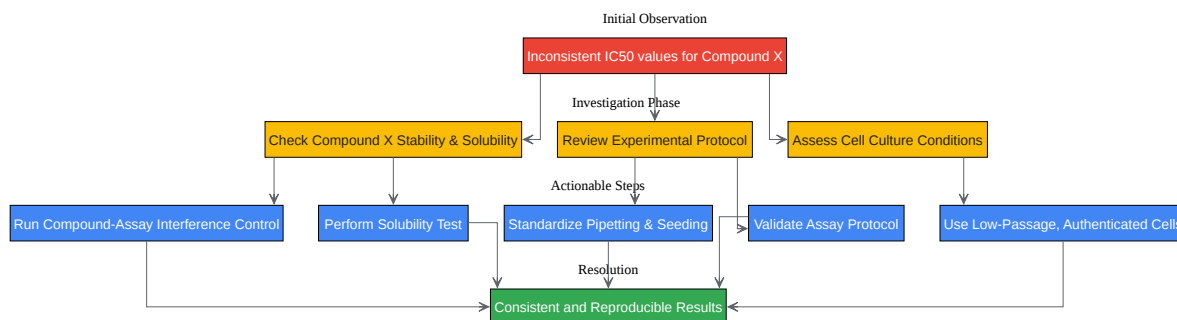 Initial Observation
Inconsistent IC50 values for Compound X
Investigation Phase
Check Compound X Stability & Solubility
Review Experimental Protocol
Assess Cell Culture Conditions
Actionable Steps
Run Compound-Assay Interference Control
Perform Solubility Test
Standardize Pipetting & Seeding
Validate Assay Protocol
Use Low-Passage, Authenticated Cells
Resolution
Consistent and Reproducible Results